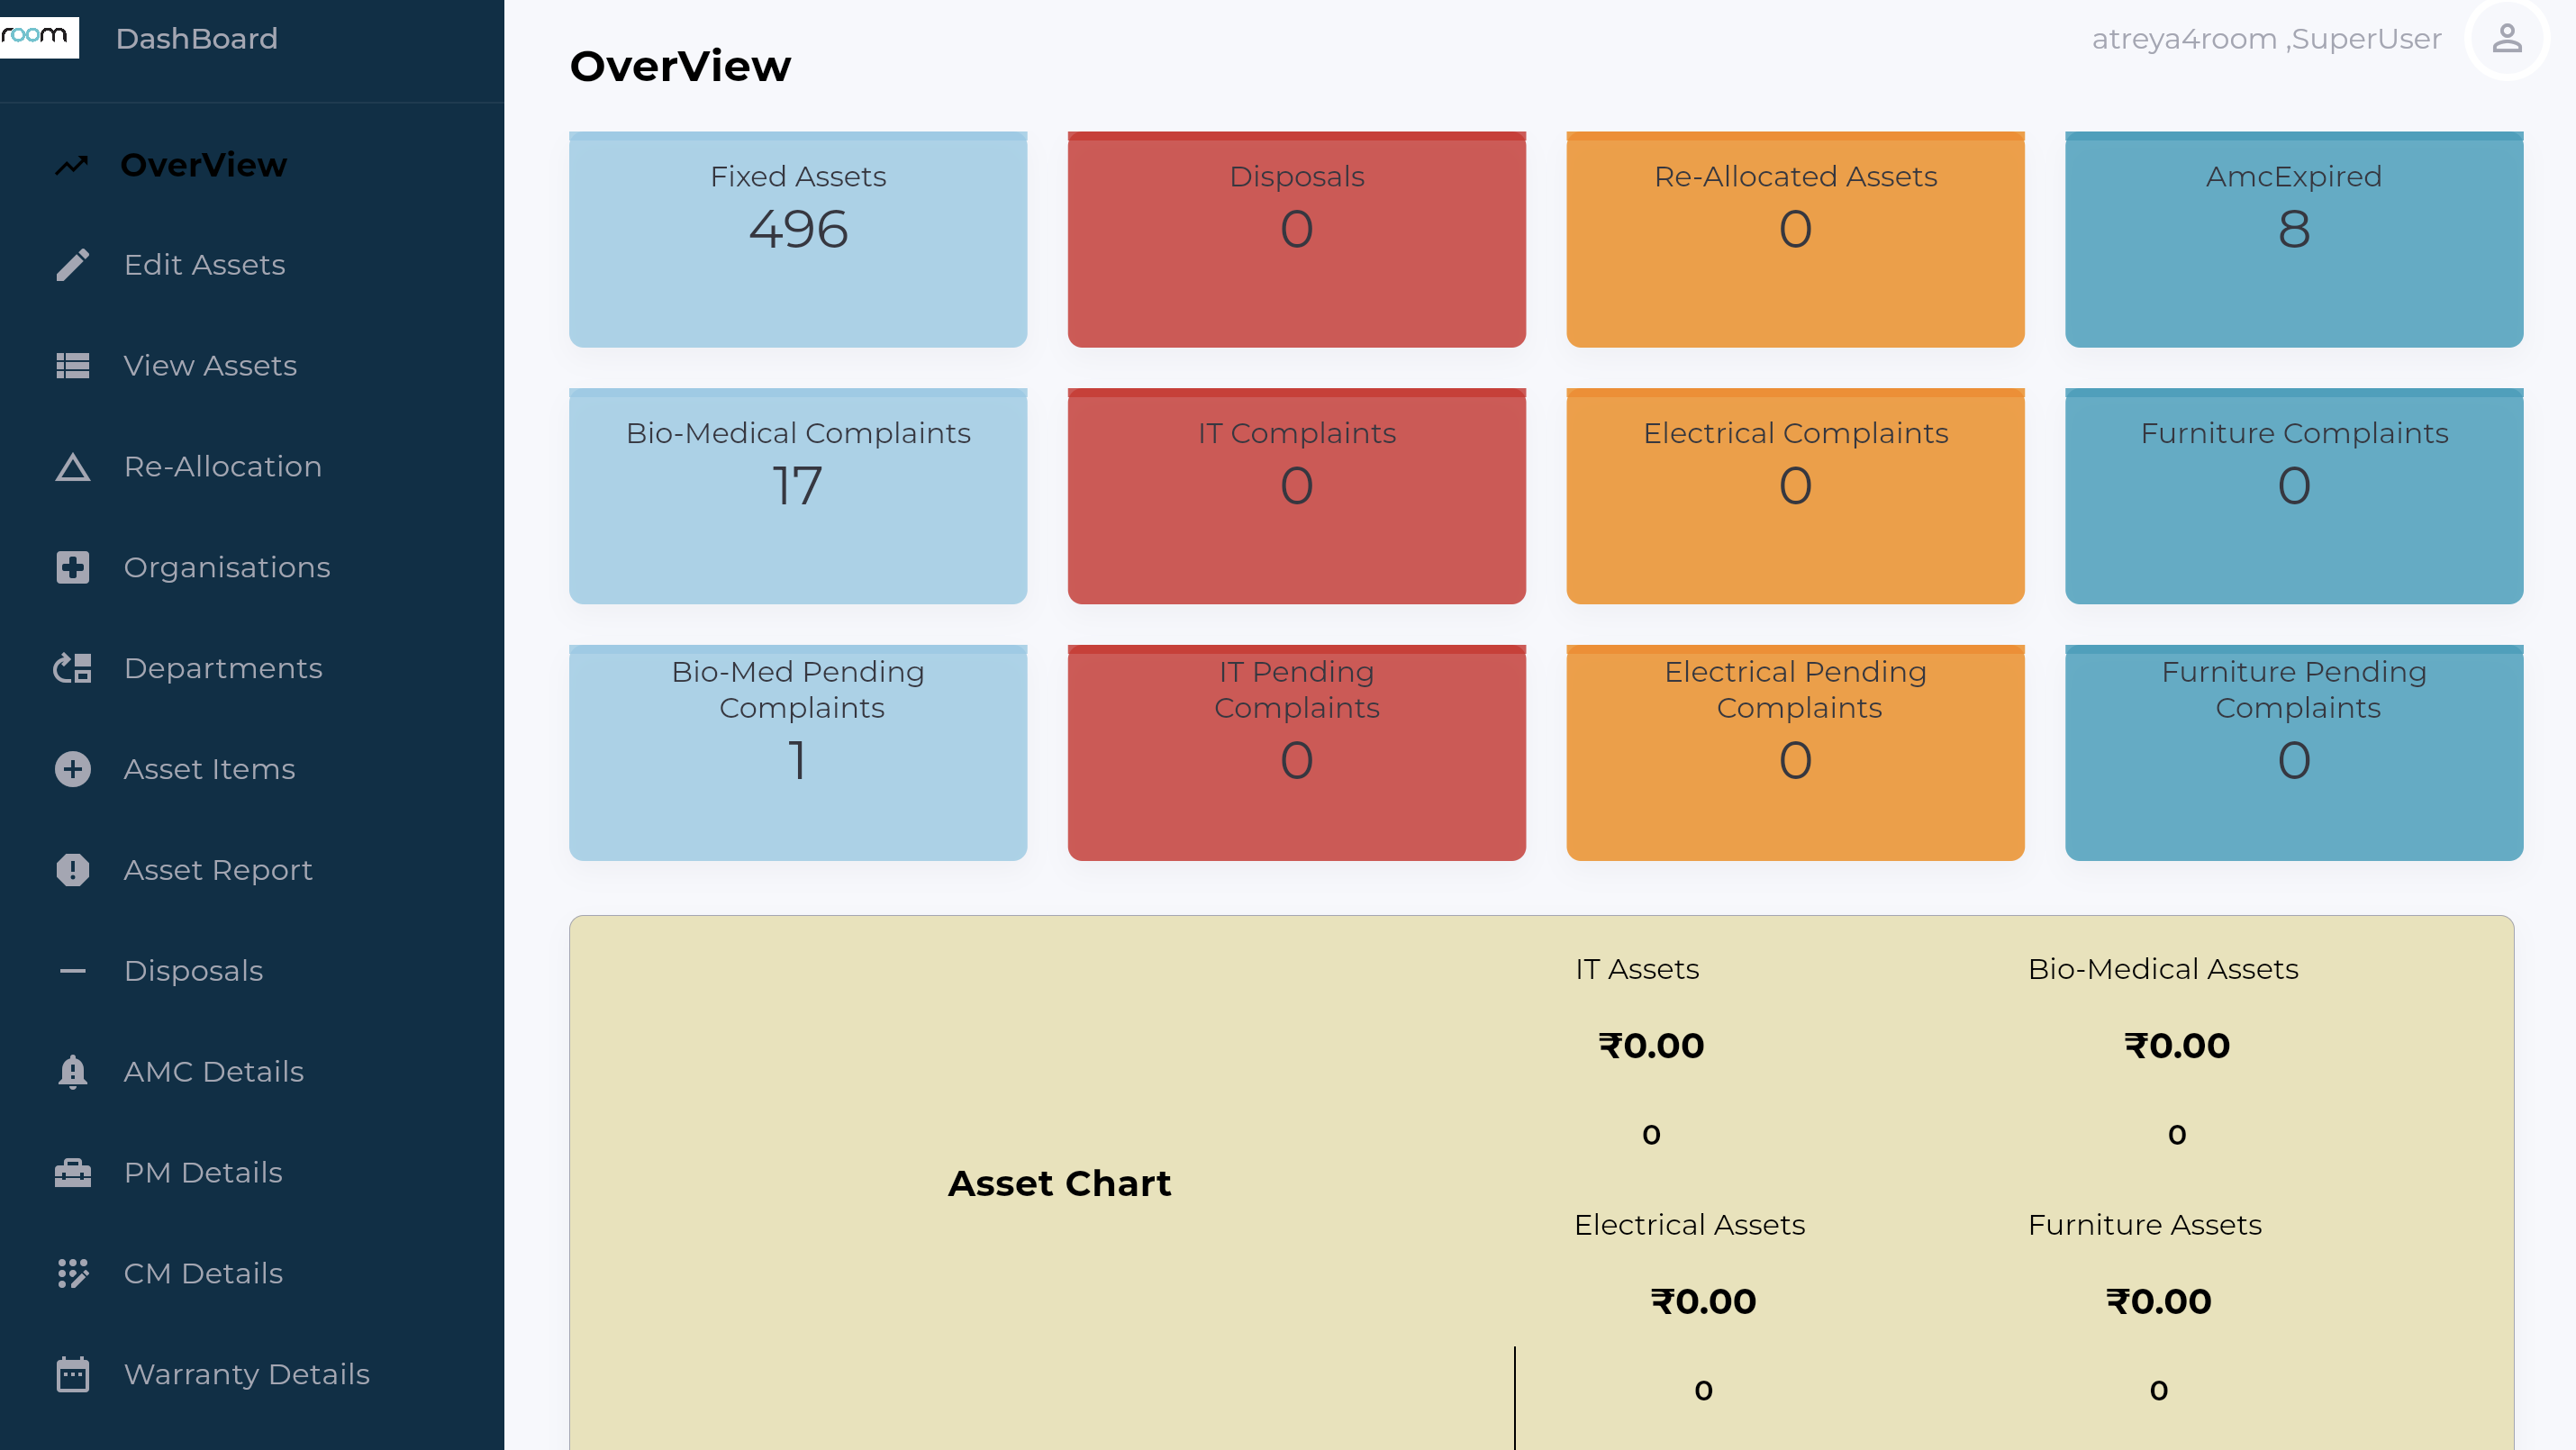 room
DashBoard
OverView
Edit Assets
View Assets
Re-Allocation
Organisations
Departments
Asset Items
Asset Report
Disposals
AMC Details
PM Details
CM Details
Warranty Details
OverView
atreya4room ,SuperUser
Fixed Assets
496
Disposals
0
Re-Allocated Assets
0
AmcExpired
8
Bio-Medical Complaints
17
IT Complaints
0
Electrical Complaints
0
Furniture Complaints
0
Bio-Med Pending
Complaints
1
IT Pending
Complaints
0
Electrical Pending
Complaints
0
Furniture Pending
Complaints
0
Asset Chart
IT Assets
₹0.00
0
Bio-Medical Assets
₹0.00
0
Electrical Assets
₹0.00
0
Furniture Assets
₹0.00
0